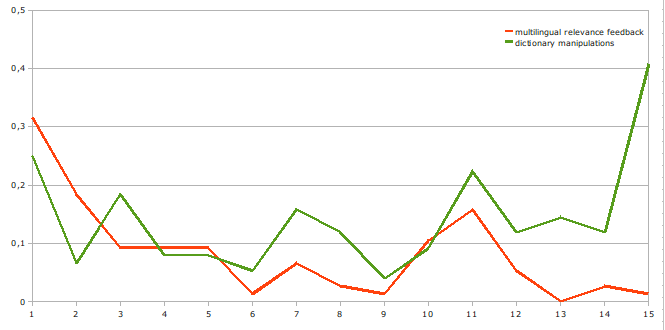 0,5
multilingual relevance feedback
dictionary manipulations
0,4
0,3
0,2
0,1
0
1 2 3 4 5 6 7 8 9 10 11 12 13 14 15